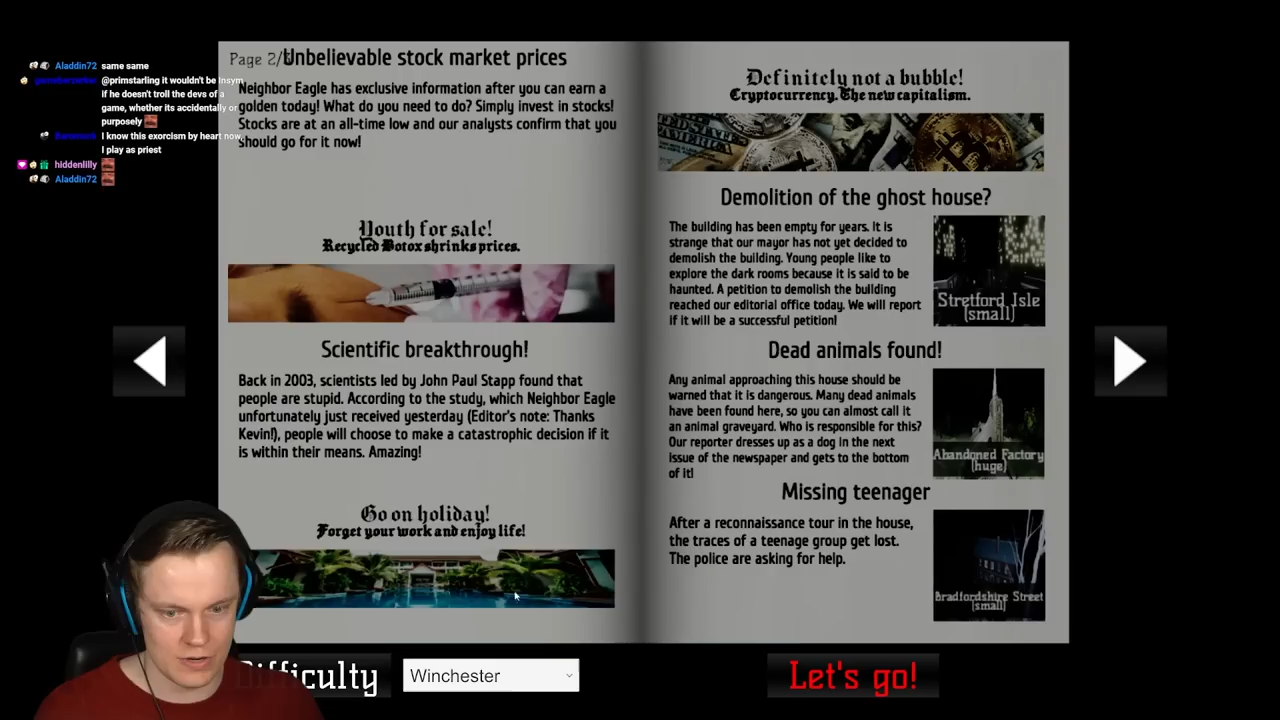 Aladdin72 same same
@primstarling it wouldn't be Insym
if he doesn't troll the devs of a
game, whether its accidentally or
purposely
I know this exorcism by heart now,
I play as priest
hiddenlilly
Aladdin72
Page 2/
Unbelievable stock market prices
Neighbor Eagle has exclusive information after you can earn a
golden today! What do you need to do? Simply invest in stocks!
Stocks are at an all-time low and our analysts confirm that you
should go for it now!
Youth for sale!
Recycled Botox shrinks prices.
Scientific breakthrough!
Back in 2003, scientists led by John Paul Stapp found that
people are stupid. According to the study, which Neighbor Eagle
unfortunately just received yesterday (Editor's note: Thanks
Kevin!), people will choose to make a catastrophic decision if it
is within their means. Amazing!
Go on holiday!
Forget your work and enjoy life!
Definitely not a bubble!
Cryptocurrency. The new capitalism.
Demolition of the ghost house?
The building has been empty for years. It is
strange that our mayor has not yet decided to
demolish the building. Young people like to
explore the dark rooms because it is said to be
haunted. A petition to demolish the building
reached our editorial office today. We will report
if it will be a successful petition!
Stretford Isle
(small)
Dead animals found!
Any animal approaching this house should be
warned that it is dangerous. Many dead animals
have been found here, so you can almost call it
an animal graveyard. Who is responsible for this?
Our reporter dresses up as a dog in the next
issue of the newspaper and gets to the bottom
of it!
Abandoned Factory
(huge)
Missing teenager
After a reconnaissance tour in the house,
the traces of a teenage group get lost.
The police are asking for help.
Bradfordshire Street
(small)
Difficulty
Winchester
Let's go!